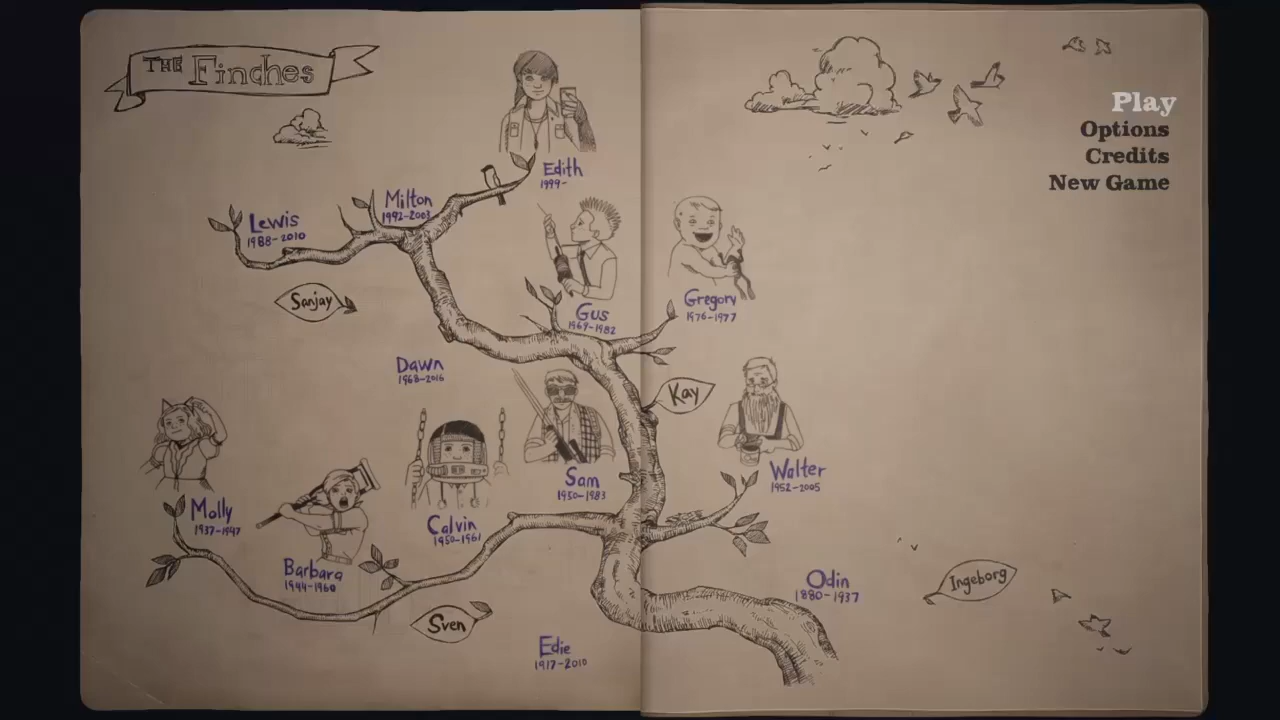 THE Finches
Play
Options
Credits
New Game
Edith
1999-
Milton
1992-2003
Lewis
1988-2010
Sanjay
Gus
1969-1982
Gregory
1976-1977
Dawn
1968-2016
Kay
Sam
1950-1983
Walter
1952-2005
Molly
1937-1947
Barbara
1944-1960
Calvin
1950-1961
Sven
Edie
1917-2010
Odin
1880-1937
Ingeborg